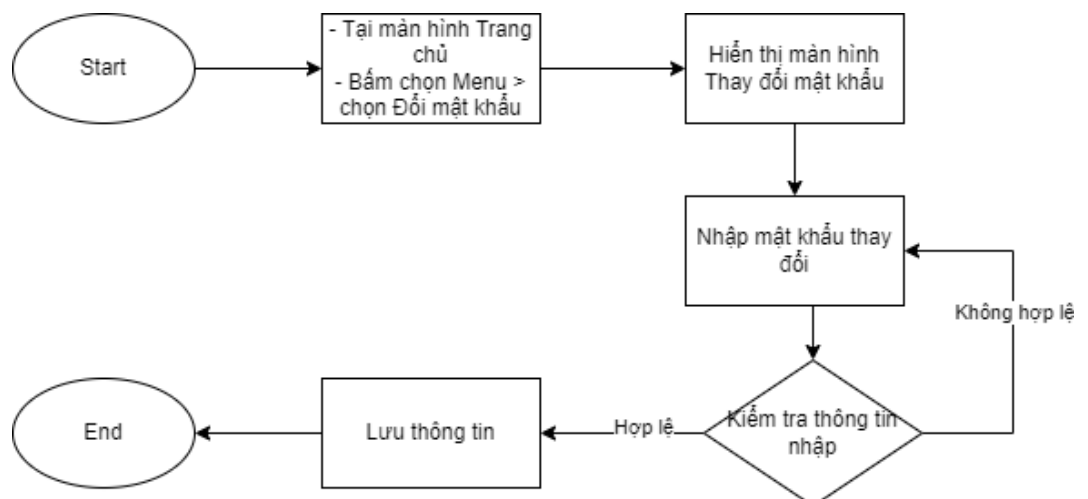 Start
- Tại màn hình Trang
chủ
- Bấm chọn Menu >
chọn Đổi mật khẩu
Hiển thị màn hình
Thay đổi mật khẩu
Nhập mật khẩu thay
đổi
Không hợp lệ
Kiểm tra thông tin
nhập
Hợp lệ
Lưu thông tin
End